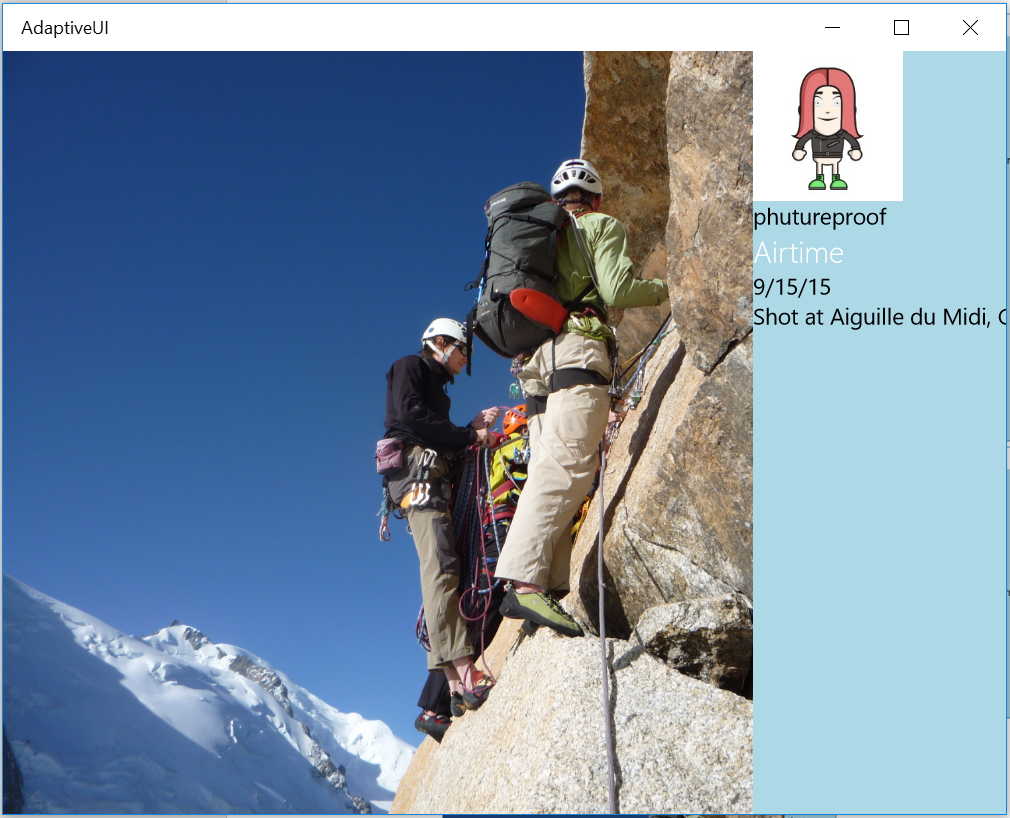 AdaptiveUI
phutureproof
Airtime
9/15/15
Shot at Aiguille du Midi,